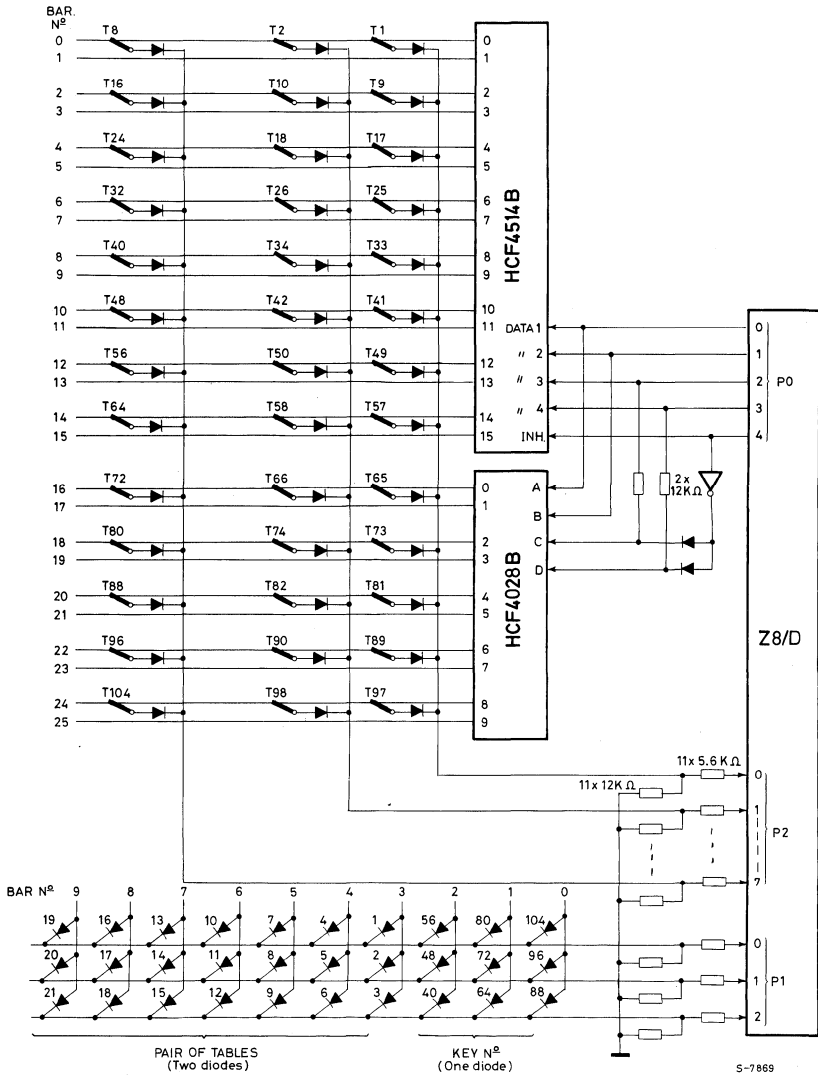 BAR.
Nº
T8 T2 T1
0 0
1 1
T16 T10 T9
2 2
3 3
T24 T18 T17
4 4
5 5
T32 T26 T25
6 6
7 7
T40 T34 T33
8 8
9 9
T48 T42 T41
10 10
11 11 DATA 1
T56 T50 T49
12 12 〃 2
13 13 〃 3
T64 T58 T57
14 14 〃 4
15 15 INH.
HCF4514B
0
1
2
3
4
P0
T72 T66 T65
16 0 A
17 1
B
T80 T74 T73
18 2 C
19 3
D
T88 T82 T81
20 4
21 5
T96 T90 T89
22 6
23 7
T104 T98 T97
24 8
25 9
HCF4028B
2x
12KΩ
Z8/D
11x 5.6 KΩ
11x 12KΩ
0
1
7
P2
BAR Nº 9 8 7 6 5 4 3 2 1 0
19 16 13 10 7 4 1 56 80 104
20 17 14 11 8 5 2 48 72 96
21 18 15 12 9 6 3 40 64 88
0
1
2
P1
PAIR OF TABLES
(Two diodes)
KEY Nº
(One diode)
S-7869